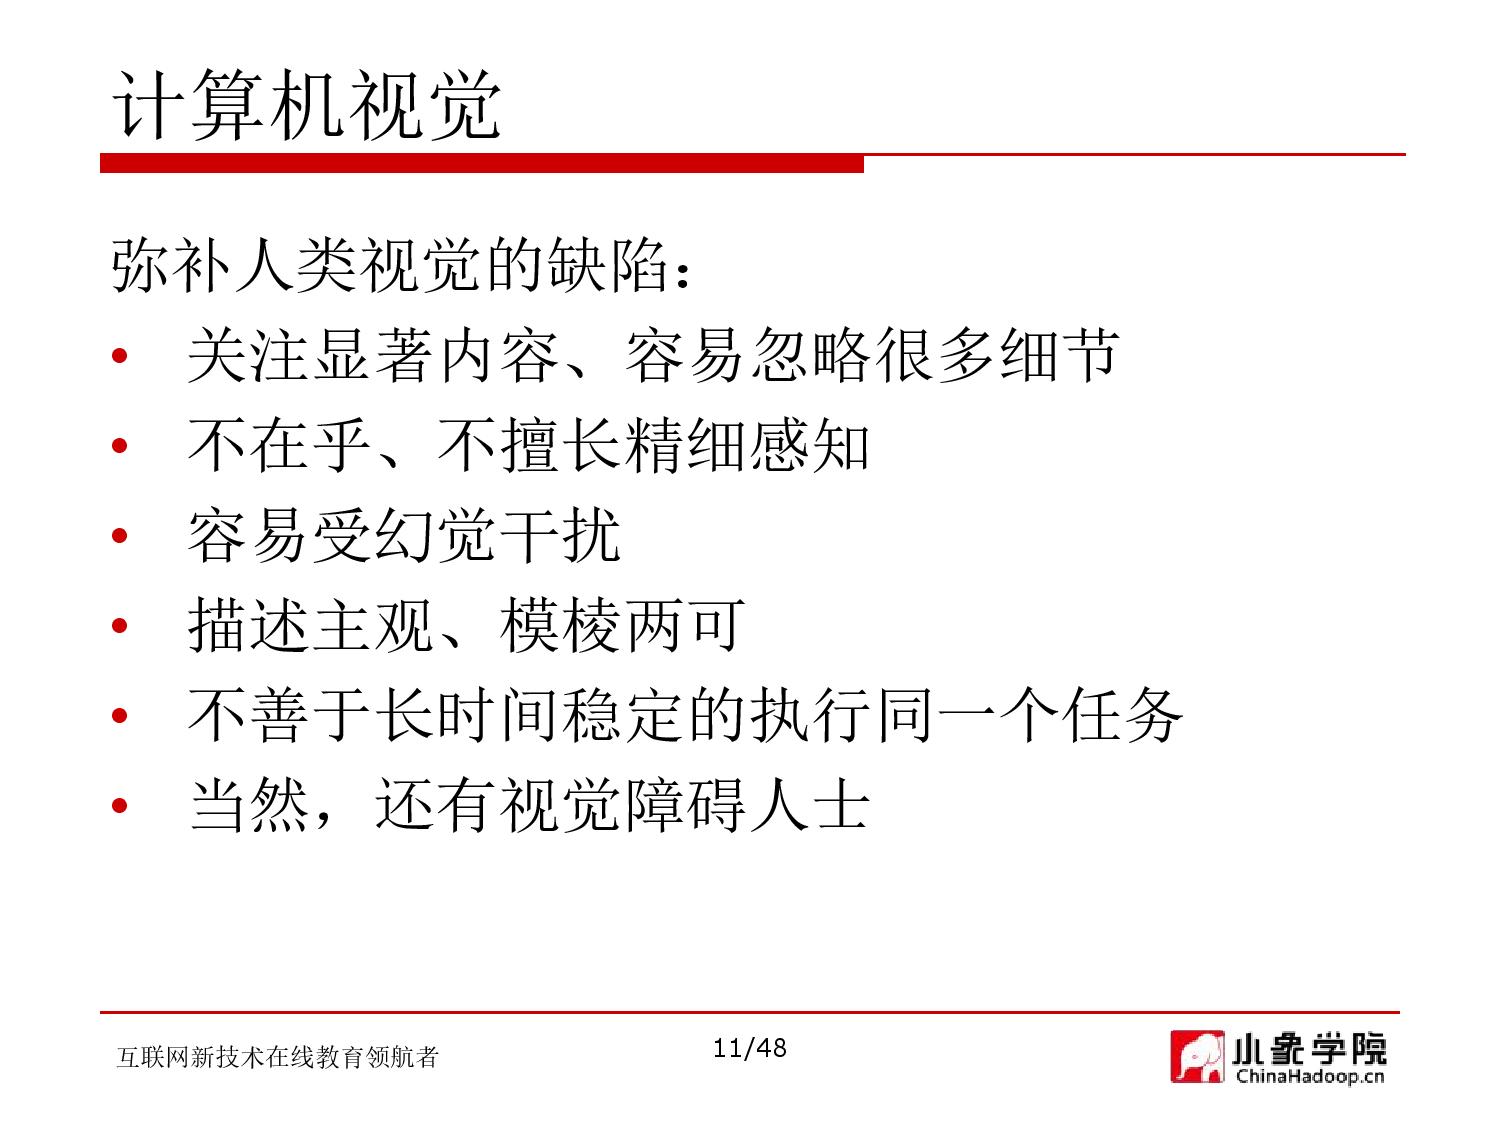 计算机视觉
弥补人类视觉的缺陷：
• 关注显著内容、容易忽略很多细节
• 不在乎、不擅长精细感知
• 容易受幻觉干扰
• 描述主观、模棱两可
• 不善于长时间稳定的执行同一个任务
• 当然，还有视觉障碍人士
互联网新技术在线教育领航者
11/48
小象学院
ChinaHadoop.cn